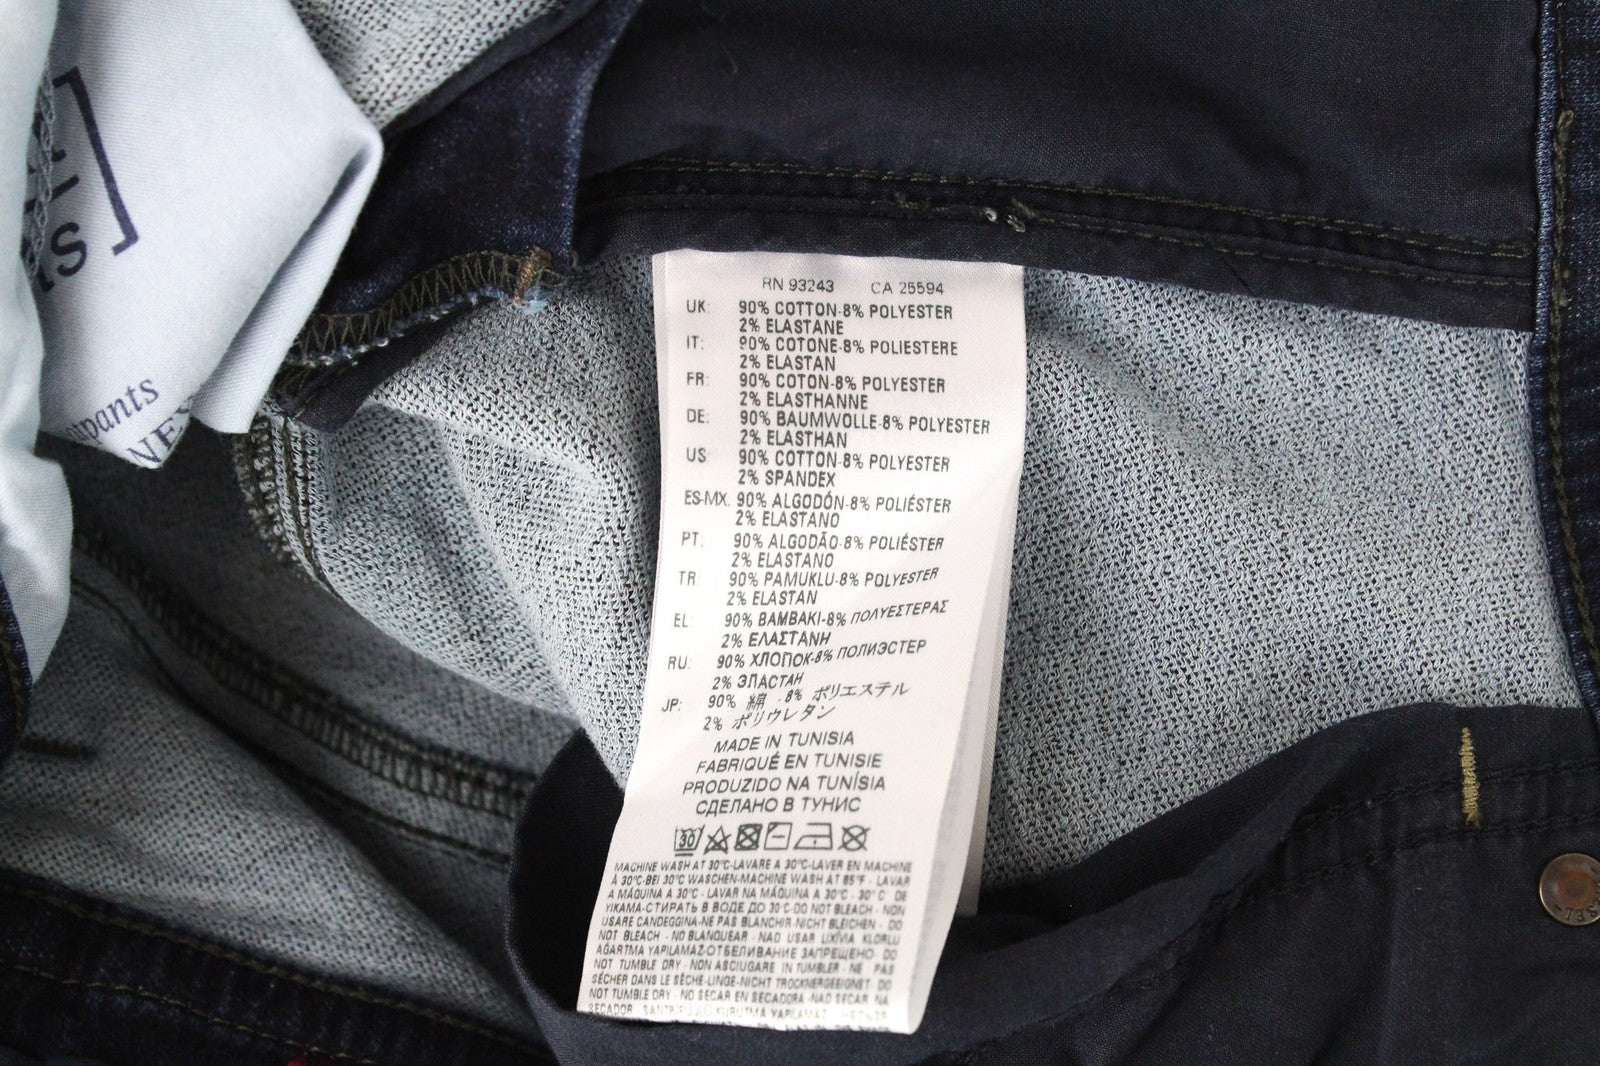 RN 93243 CA 25594
UK: 90% COTTON-8% POLYESTER
2% ELASTANE
IT: 90% COTONE-8% POLIESTERE
2% ELASTAN
FR: 90% COTON-8% POLYESTER
2% ELASTHANNE
DE: 90% BAUMWOLLE-8% POLYESTER
2% ELASTHAN
US: 90% COTTON-8% POLYESTER
2% SPANDEX
ES-MX. 90% ALGODÓN-8% POLIÉSTER
2% ELASTANO
PT: 90% ALGODÃO-8% POLIÉSTER
2% ELASTANO
TR: 90% PAMUKLU-8% POLYESTER
2% ELASTAN
EL: 90% ΒΑΜΒΑΚΙ-8% ΠΟΛΥΕΣΤΕΡΑΣ
2% ΕΛΑΣΤΑΝΗ
RU: 90% ХЛОПОК-8% ПОЛИЭСТЕР
2% ЭЛАСТАН
JP: 90% 綿 .8% ポリエステル
2% ポリウレタン
MADE IN TUNISIA
FABRIQUÉ EN TUNISIE
PRODUZIDO NA TUNÍSIA
СДЕЛАНО В ТУНИС
30
MACHINE WASH AT 30°C-LAVARE A 30°C-LAVER EN MACHINE
À 30°C-BEI 30°C WASCHEN-MACHINE WASH AT 85°F - LAVAR
A MÁQUINA A 30°C - LAVAR NA MÁQUINA A 30°C - 30° C DE
YIKAMA-СТИРАТЬ В ВОДЕ ДО 30°C-DO NOT BLEACH - NON
USARE CANDEGGINA-NE PAS BLANCHIR-NICHT BLEICHEN - DO
NOT BLEACH - NO BLANQUEAR - NAO USAR LIXÍVIA KLORLU
AĞARTMA YAPILAMAZ-ОТБЕЛИВАНИЕ ЗАПРЕЩЕНО- DO
NOT TUMBLE DRY - NON ASCIUGARE IN TUMBLER - NE PAS
SÉCHER DANS LE SÈCHE-LINGE-NICHT TROCKNERGEEIGNET DO
NOT TUMBLE DRY - NO SECAR EN SECADORA -NAO SECAR NA
SECADOR - KURUTMA YAPILAMAZ
pants